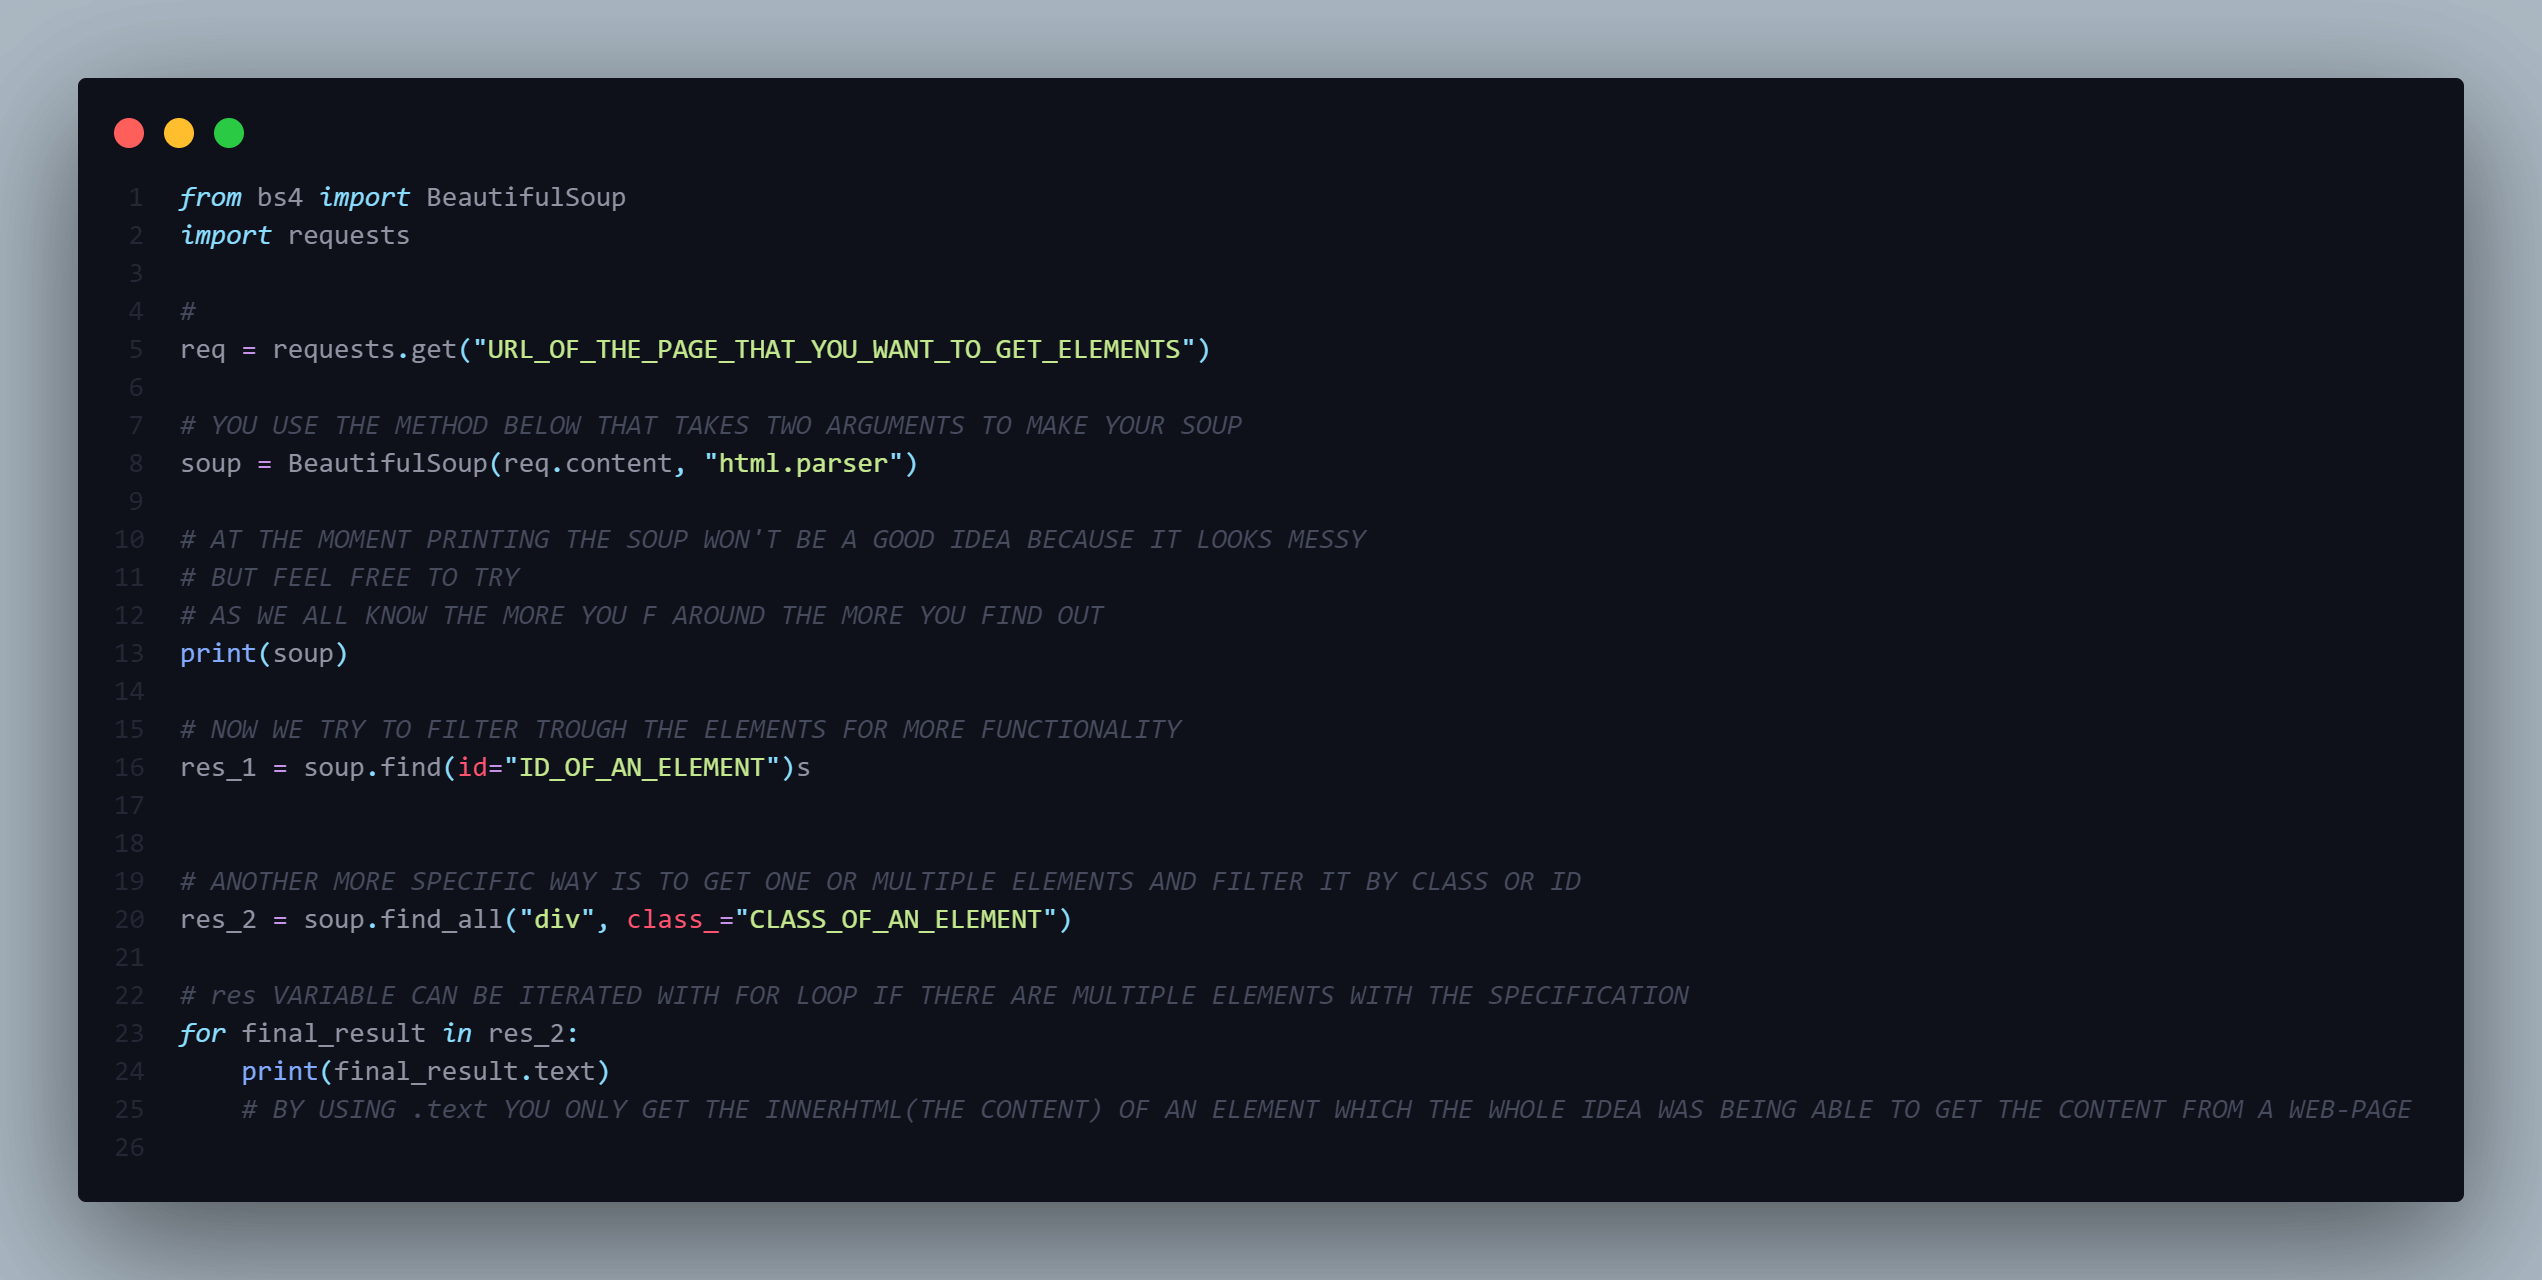 1 from bs4 import BeautifulSoup
2 import requests
3
4 #
5 req = requests.get("URL_OF_THE_PAGE_THAT_YOU_WANT_TO_GET_ELEMENTS")
6
7 # YOU USE THE METHOD BELOW THAT TAKES TWO ARGUMENTS TO MAKE YOUR SOUP
8 soup = BeautifulSoup(req.content, "html.parser")
9
10 # AT THE MOMENT PRINTING THE SOUP WON'T BE A GOOD IDEA BECAUSE IT LOOKS MESSY
11 # BUT FEEL FREE TO TRY
12 # AS WE ALL KNOW THE MORE YOU F AROUND THE MORE YOU FIND OUT
13 print(soup)
14
15 # NOW WE TRY TO FILTER TROUGH THE ELEMENTS FOR MORE FUNCTIONALITY
16 res_1 = soup.find(id="ID_OF_AN_ELEMENT")s
17
18
19 # ANOTHER MORE SPECIFIC WAY IS TO GET ONE OR MULTIPLE ELEMENTS AND FILTER IT BY CLASS OR ID
20 res_2 = soup.find_all("div", class_="CLASS_OF_AN_ELEMENT")
21
22 # res VARIABLE CAN BE ITERATED WITH FOR LOOP IF THERE ARE MULTIPLE ELEMENTS WITH THE SPECIFICATION
23 for final_result in res_2:
24     print(final_result.text)
25     # BY USING .text YOU ONLY GET THE INNERHTML(THE CONTENT) OF AN ELEMENT WHICH THE WHOLE IDEA WAS BEING ABLE TO GET THE CONTENT FROM A WEB-PAGE
26